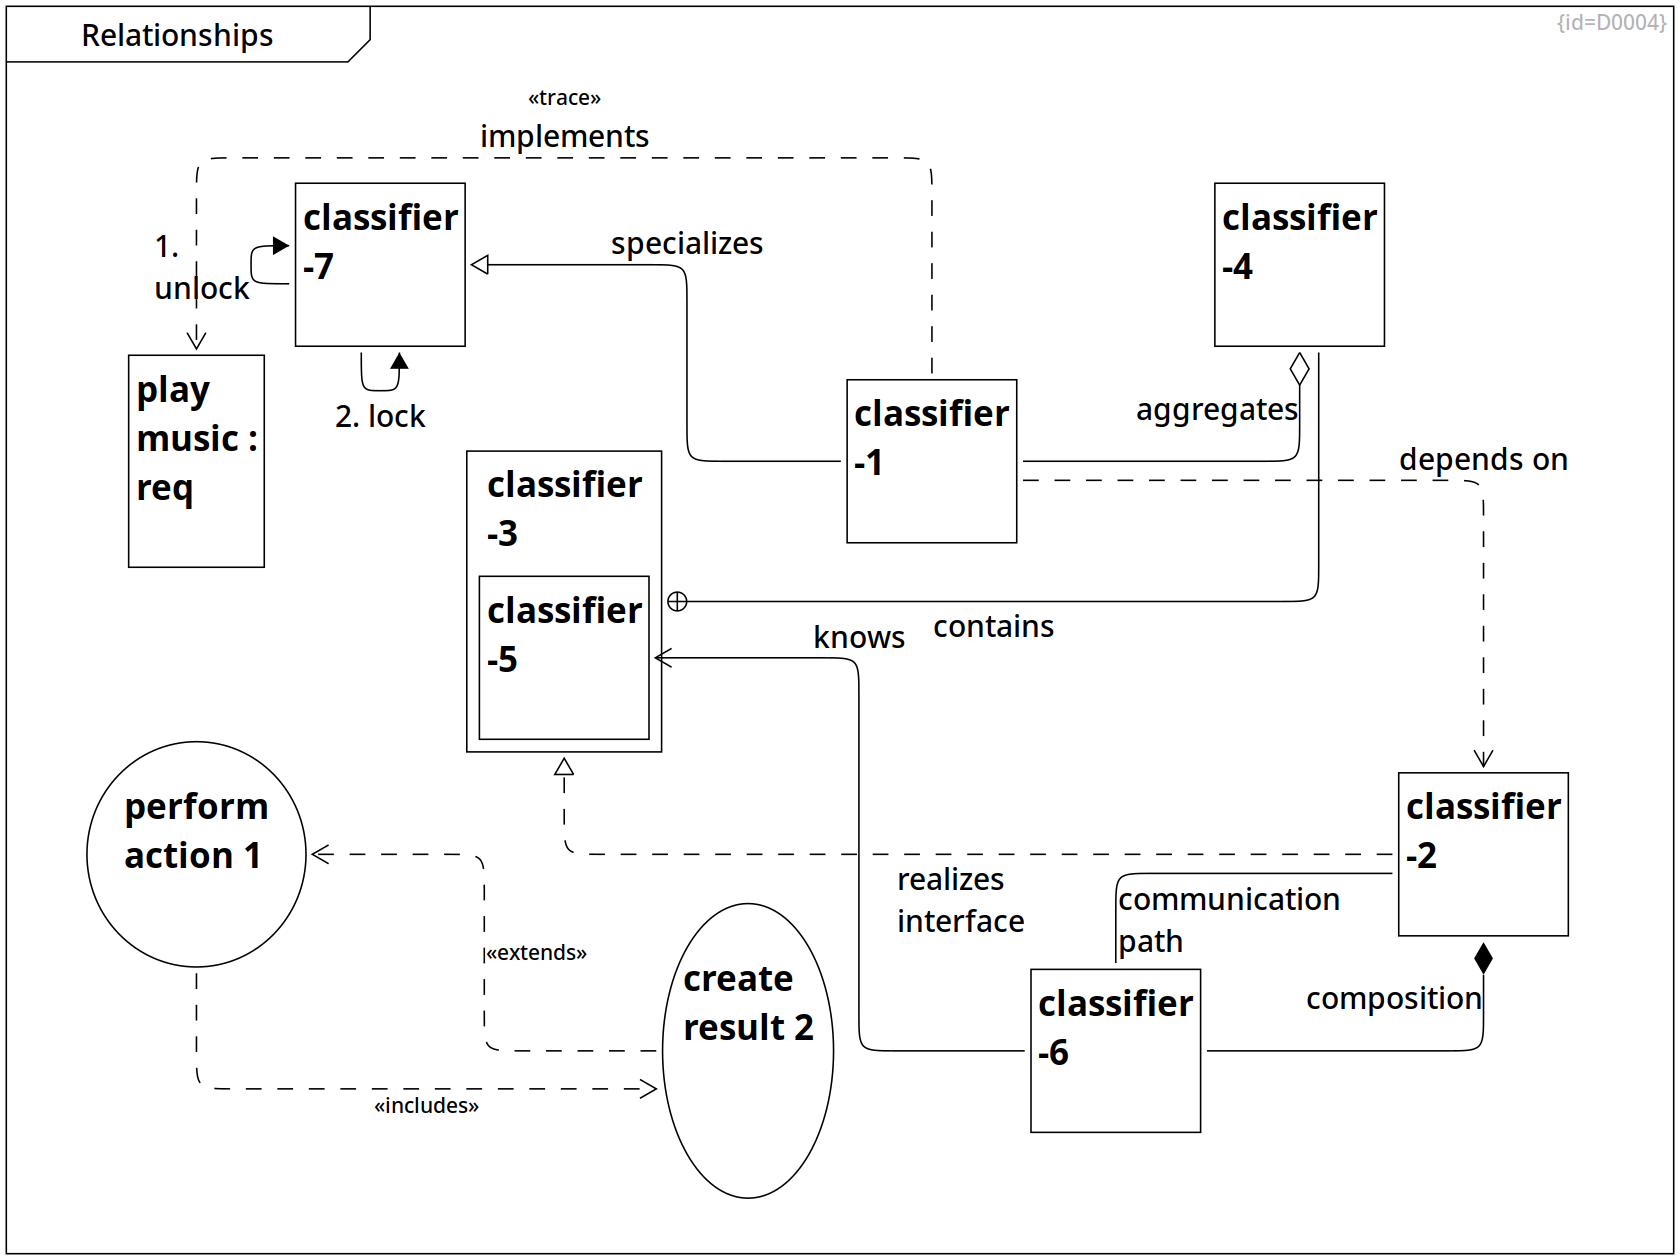 Relationships
{id=D0004}
«trace»
implements
classifier
-7
1.
unlock
2. lock
specializes
classifier
-4
play
music :
req
classifier
-1
aggregates
depends on
classifier
-3
classifier
-5
contains
knows
perform
action 1
classifier
-2
realizes
interface
communication
path
«extends»
create
result 2
classifier
-6
composition
«includes»